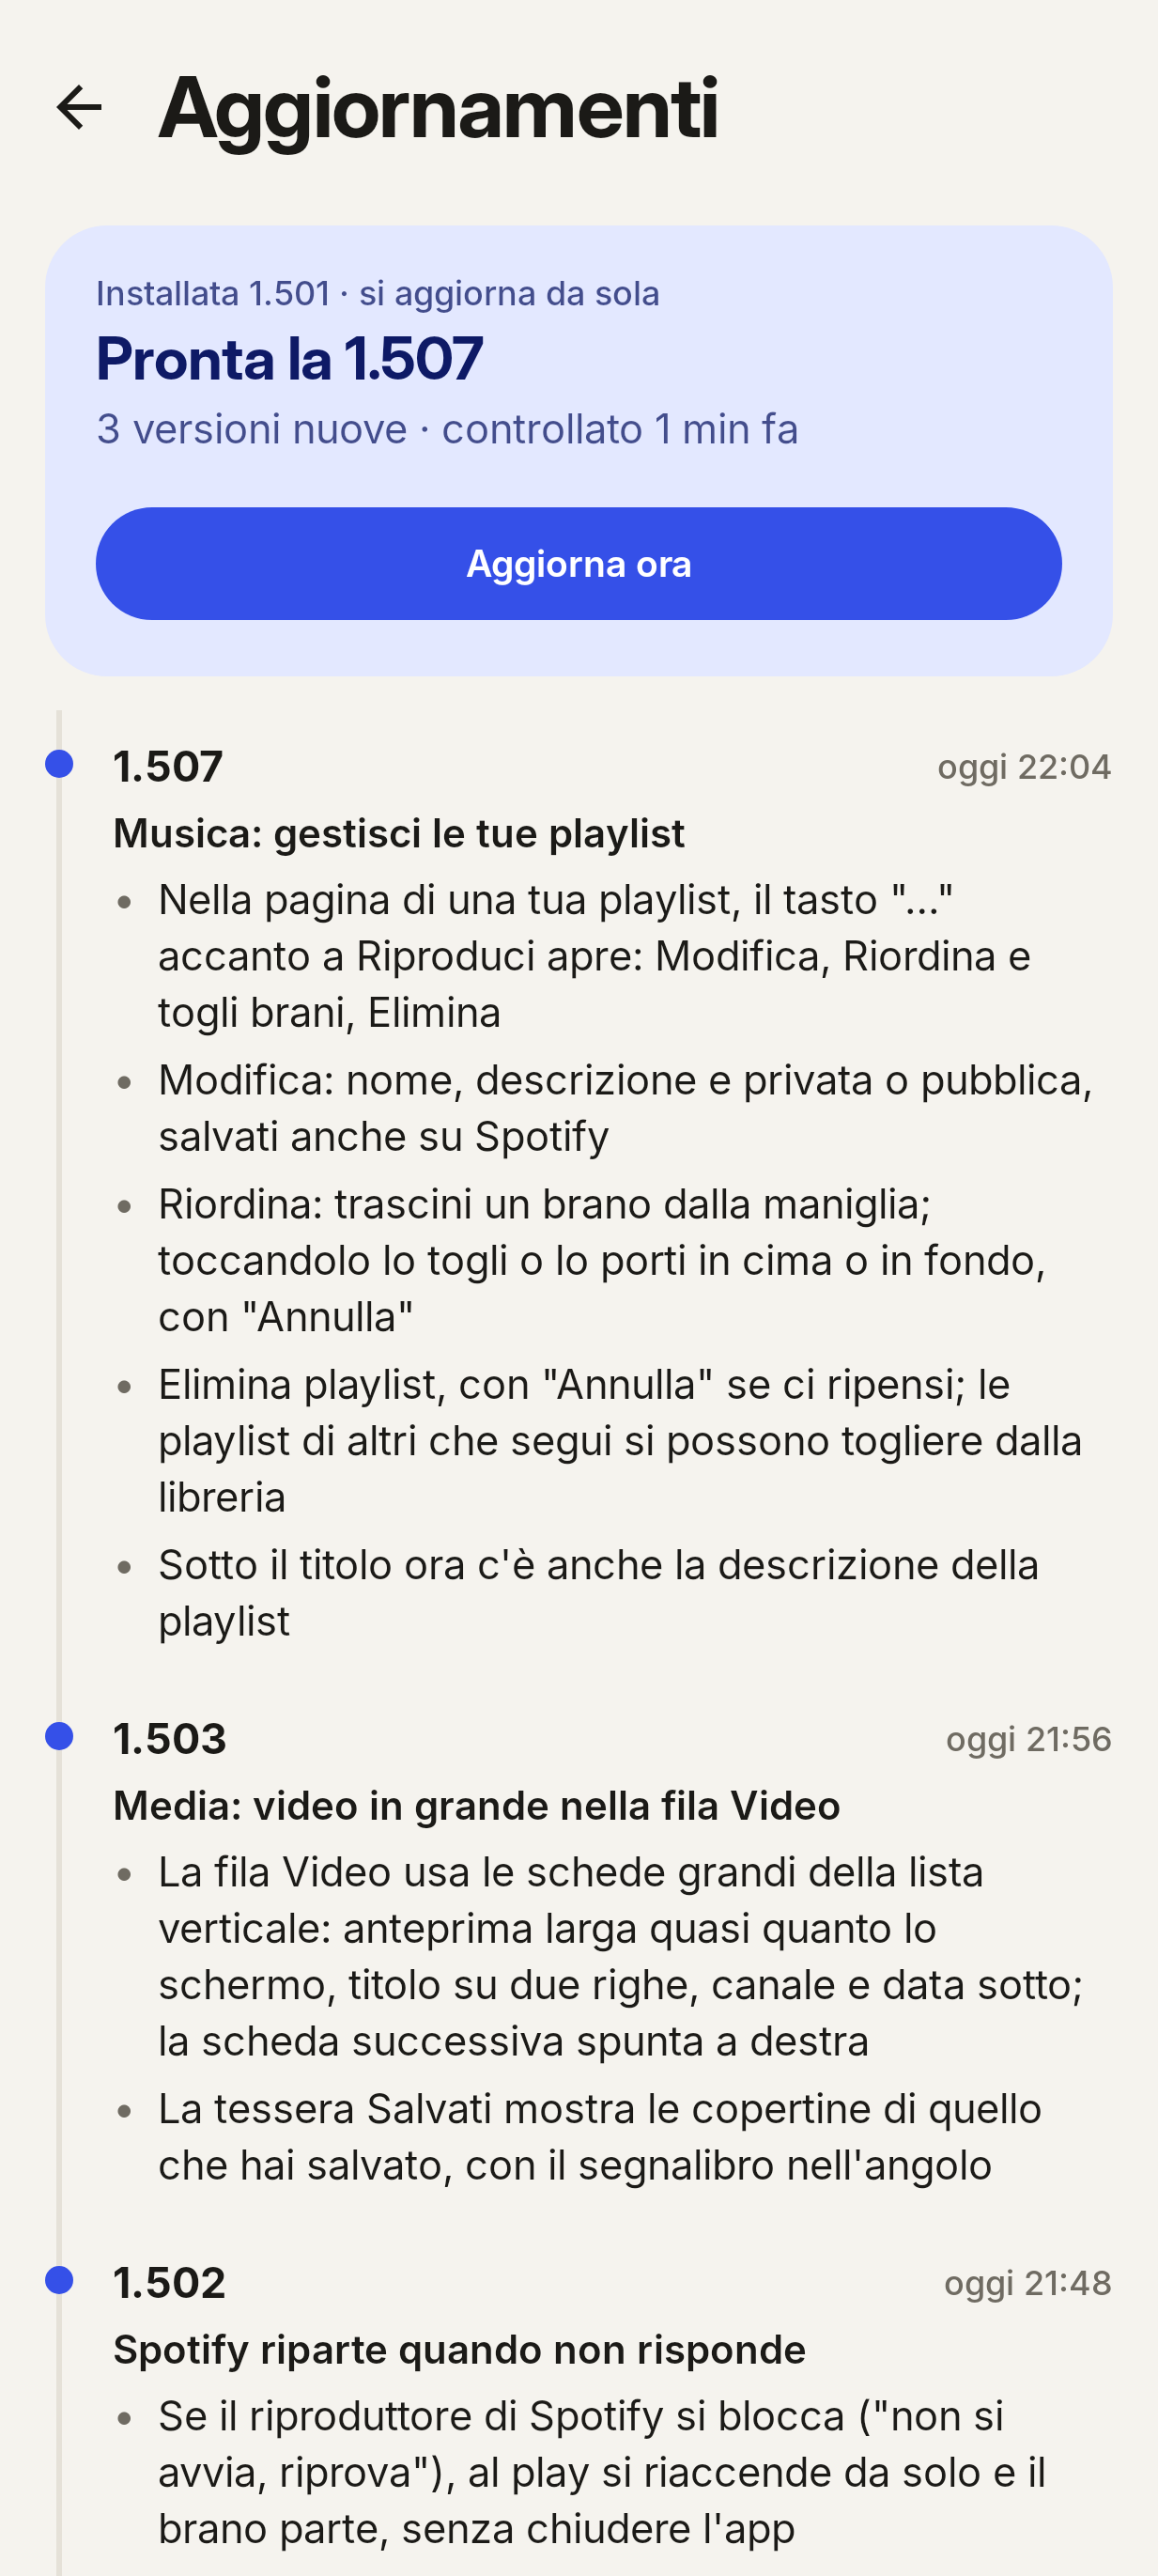 Aggiornamenti
Installata 1.501 · si aggiorna da sola
Pronta la 1.507
3 versioni nuove · controllato 1 min fa
Aggiorna ora
1.507 oggi 22:04
Musica: gestisci le tue playlist
• Nella pagina di una tua playlist, il tasto "..."
accanto a Riproduci apre: Modifica, Riordina e
togli brani, Elimina
• Modifica: nome, descrizione e privata o pubblica,
salvati anche su Spotify
• Riordina: trascini un brano dalla maniglia;
toccandolo lo togli o lo porti in cima o in fondo,
con "Annulla"
• Elimina playlist, con "Annulla" se ci ripensi; le
playlist di altri che segui si possono togliere dalla
libreria
• Sotto il titolo ora c'è anche la descrizione della
playlist
1.503 oggi 21:56
Media: video in grande nella fila Video
• La fila Video usa le schede grandi della lista
verticale: anteprima larga quasi quanto lo
schermo, titolo su due righe, canale e data sotto;
la scheda successiva spunta a destra
• La tessera Salvati mostra le copertine di quello
che hai salvato, con il segnalibro nell'angolo
1.502 oggi 21:48
Spotify riparte quando non risponde
• Se il riproduttore di Spotify si blocca ("non si
avvia, riprova"), al play si riaccende da solo e il
brano parte, senza chiudere l'app